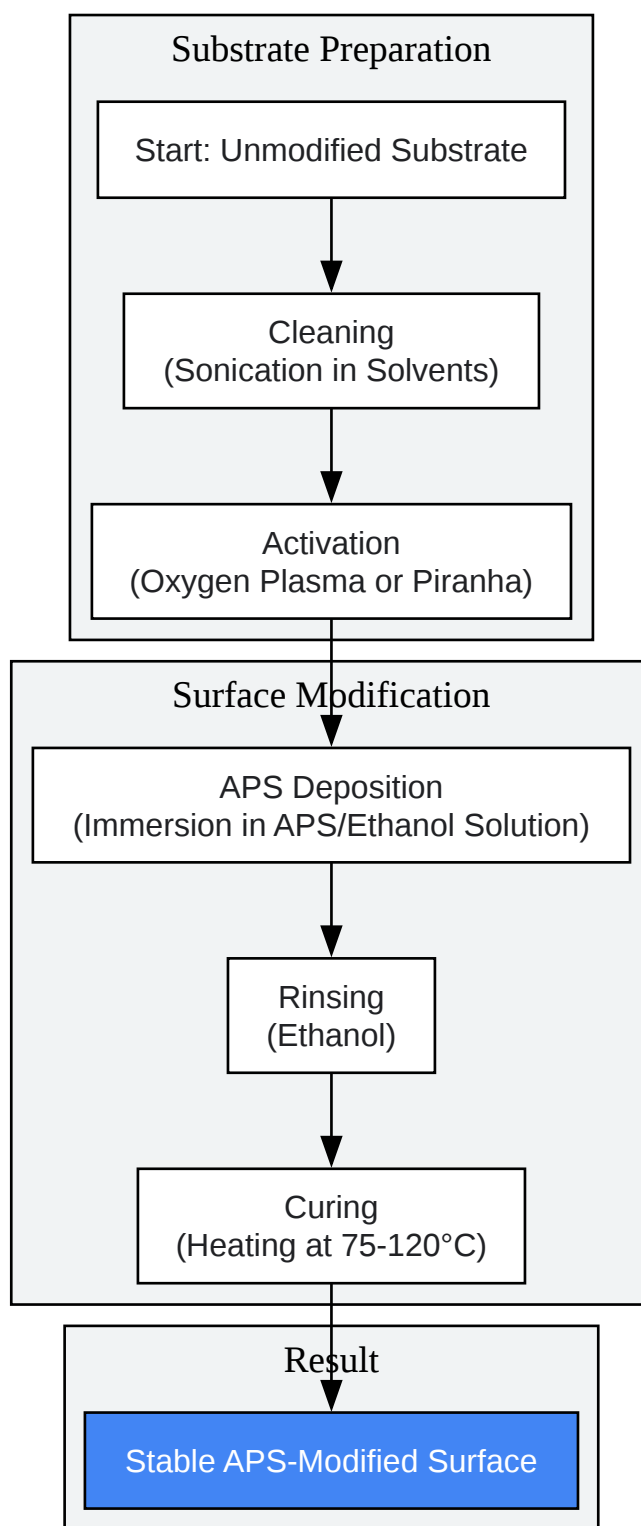 Substrate Preparation
Start: Unmodified Substrate
Cleaning
(Sonication in Solvents)
Activation
(Oxygen Plasma or Piranha)
Surface Modification
APS Deposition
(Immersion in APS/Ethanol Solution)
Rinsing
(Ethanol)
Curing
(Heating at 75-120°C)
Result
Stable APS-Modified Surface